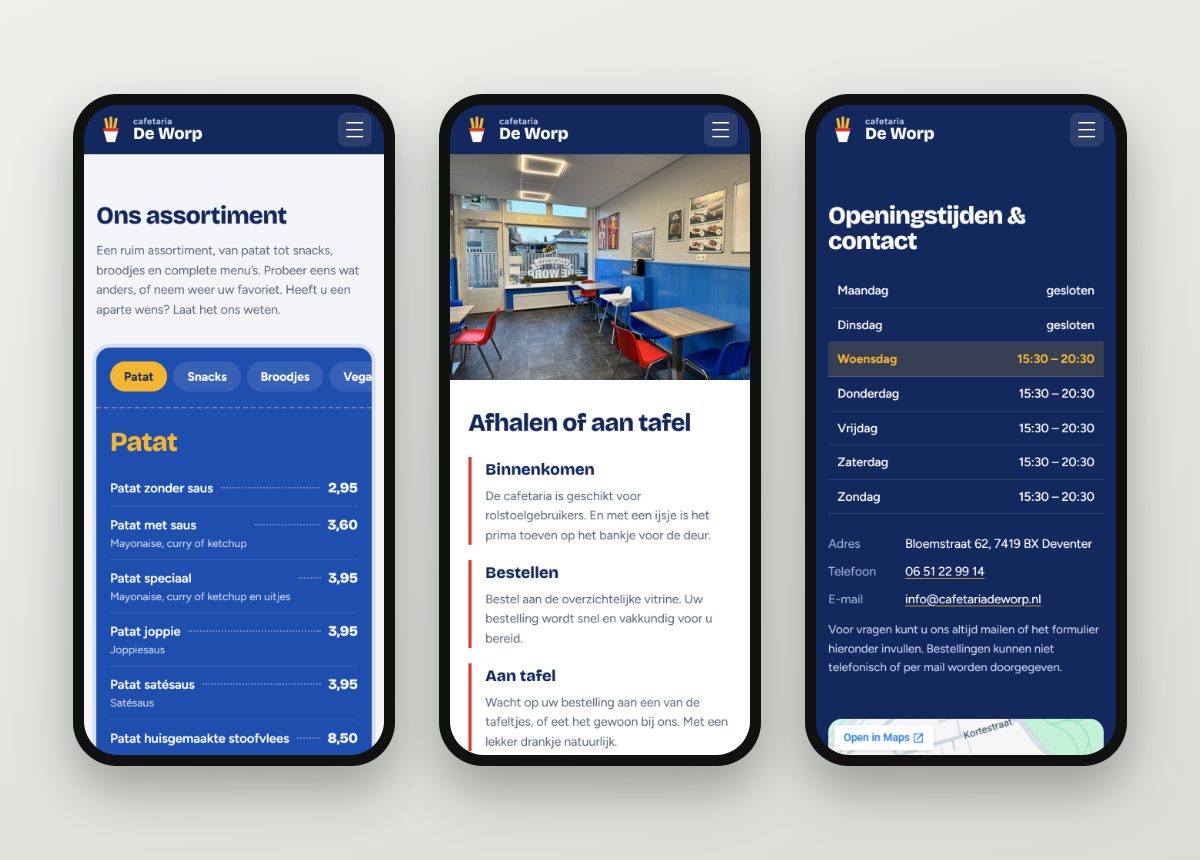 cafetaria
De Worp
Ons assortiment
Een ruim assortiment, van patat tot snacks,
broodjes en complete menu's. Probeer eens wat
anders, of neem weer uw favoriet. Heeft u een
aparte wens? Laat het ons weten.
Patat Snacks Broodjes Vega
Patat
Patat zonder saus 2,95
Patat met saus 3,60
Mayonaise, curry of ketchup
Patat speciaal 3,95
Mayonaise, curry of ketchup en uitjes
Patat joppie 3,95
Joppiesaus
Patat satésaus 3,95
Satésaus
Patat huisgemaakte stoofvlees 8,50
cafetaria
De Worp
DE WORP
Afhalen of aan tafel
Binnenkomen
De cafetaria is geschikt voor
rolstoelgebruikers. En met een ijsje is het
prima toeven op het bankje voor de deur.
Bestellen
Bestel aan de overzichtelijke vitrine. Uw
bestelling wordt snel en vakkundig voor u
bereid.
Aan tafel
Wacht op uw bestelling aan een van de
tafeltjes, of eet het gewoon bij ons. Met een
lekker drankje natuurlijk.
cafetaria
De Worp
Openingstijden &
contact
Maandag gesloten
Dinsdag gesloten
Woensdag 15:30 – 20:30
Donderdag 15:30 – 20:30
Vrijdag 15:30 – 20:30
Zaterdag 15:30 – 20:30
Zondag 15:30 – 20:30
Adres Bloemstraat 62, 7419 BX Deventer
Telefoon 06 51 22 99 14
E-mail info@cafetariadeworp.nl
Voor vragen kunt u ons altijd mailen of het formulier
hieronder invullen. Bestellingen kunnen niet
telefonisch of per mail worden doorgegeven.
Open in Maps
Kortestraat